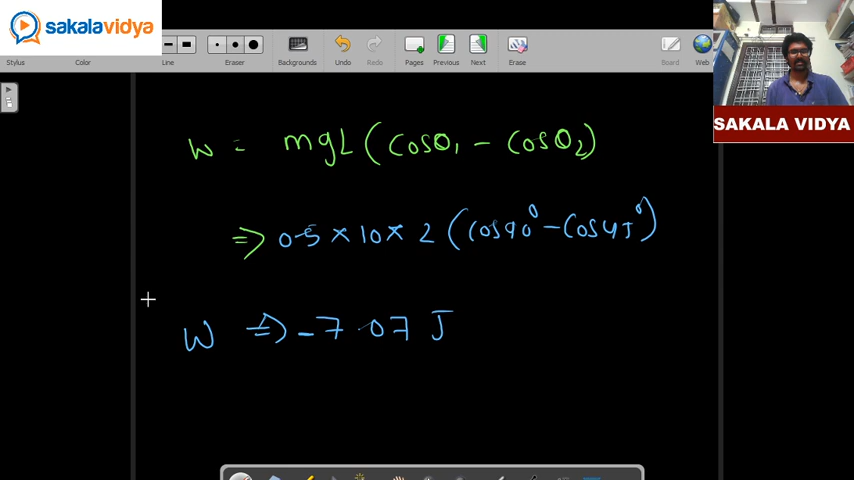 sakalavidya
Stylus Color Line Eraser Backgrounds Undo Redo Pages Previous Next Erase Board Web
SAKALA VIDYA
W = mgL (Cosθ₁ - Cosθ₂)
⇒ 0.5 × 10 × 2 (Cos90° - Cos45°)
W ⇒ -7.07 J